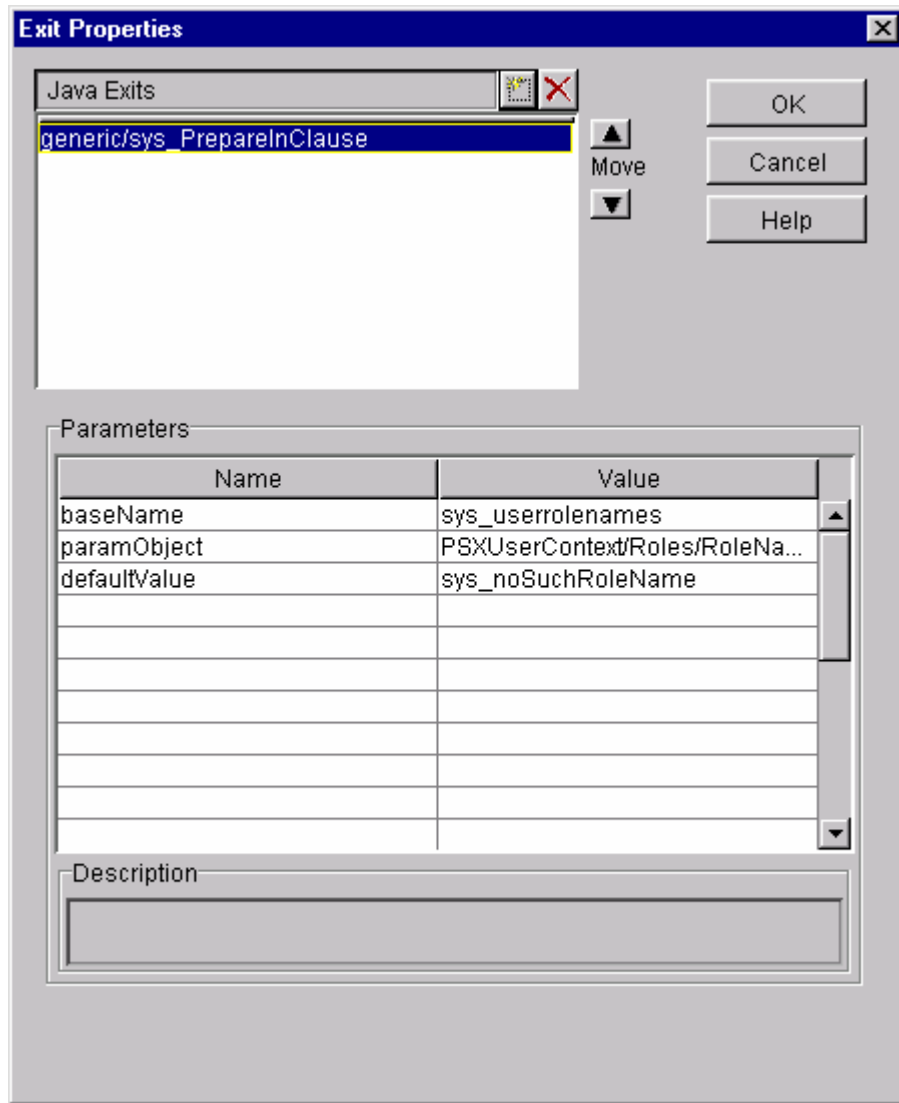 Exit Properties
Java Exits
OK
generic/sys_PrepareInClause
Move
Cancel
Help
Parameters
Name Value
baseName sys_userrolenames
paramObject PSXUserContext/Roles/RoleNa...
defaultValue sys_noSuchRoleName
Description